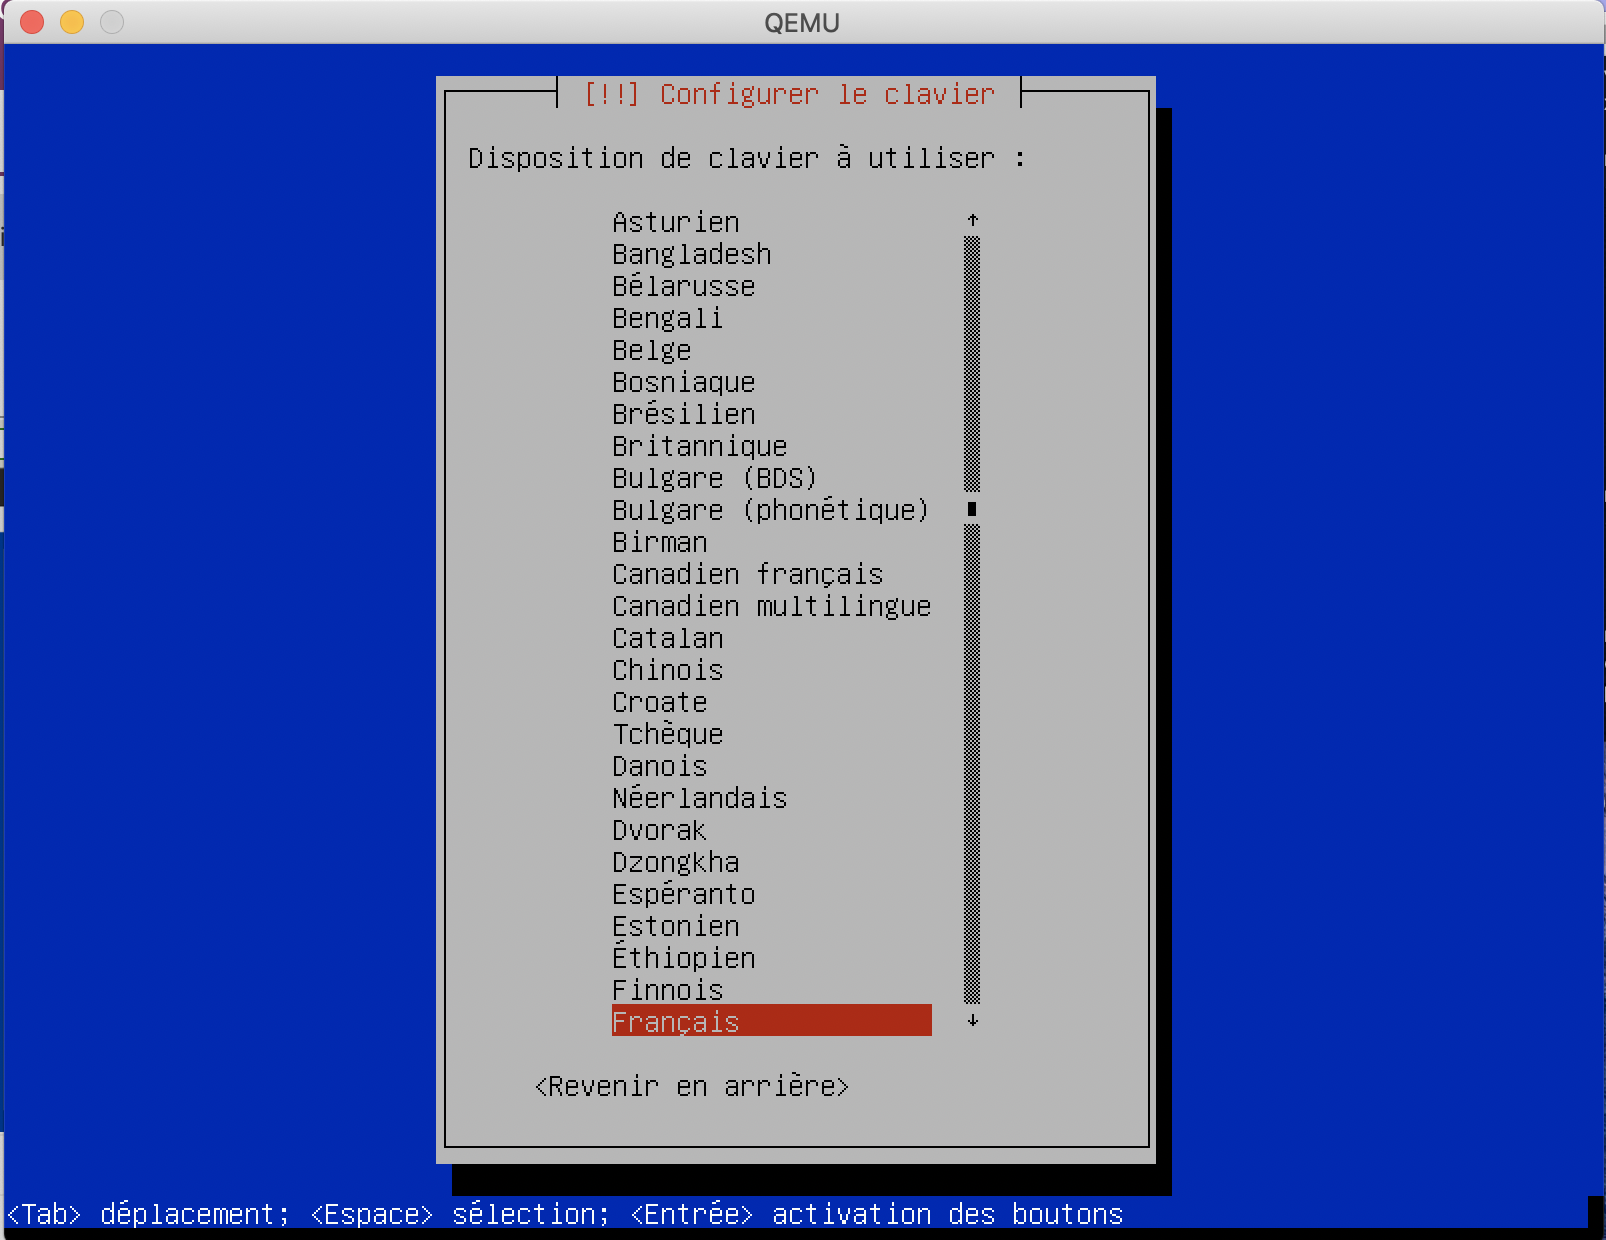 QEMU
[!!] Configurer le clavier
Disposition de clavier à utiliser :
Asturien
Bangladesh
Bélarusse
Bengali
Belge
Bosniaque
Brésilien
Britannique
Bulgare (BDS)
Bulgare (phonétique)
Birman
Canadien français
Canadien multilingue
Catalan
Chinois
Croate
Tchèque
Danois
Néerlandais
Dvorak
Dzongkha
Espéranto
Estonien
Éthiopien
Finnois
Français
<Revenir en arrière>
<Tab> déplacement; <Espace> sélection; <Entrée> activation des boutons